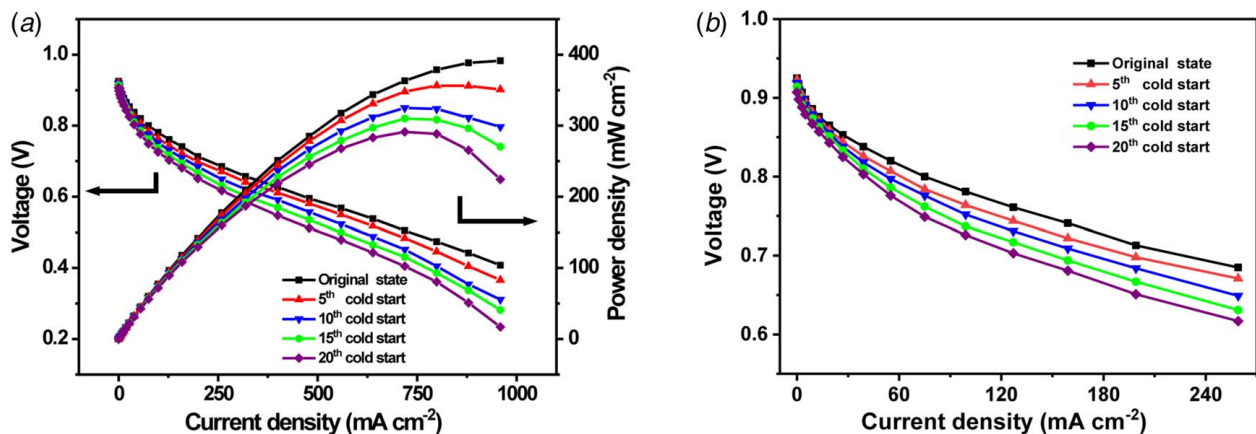 (a)
1.0
0.8
0.6
0.4
0.2
Voltage (V)
400
300
200
100
0
Power density (mW cm⁻²)
Original state
5th cold start
10th cold start
15th cold start
20th cold start
0 250 500 750 1000
Current density (mA cm⁻²)
(b)
1.0
0.9
0.8
0.7
0.6
Voltage (V)
Original state
5th cold start
10th cold start
15th cold start
20th cold start
0 60 120 180 240
Current density (mA cm⁻²)